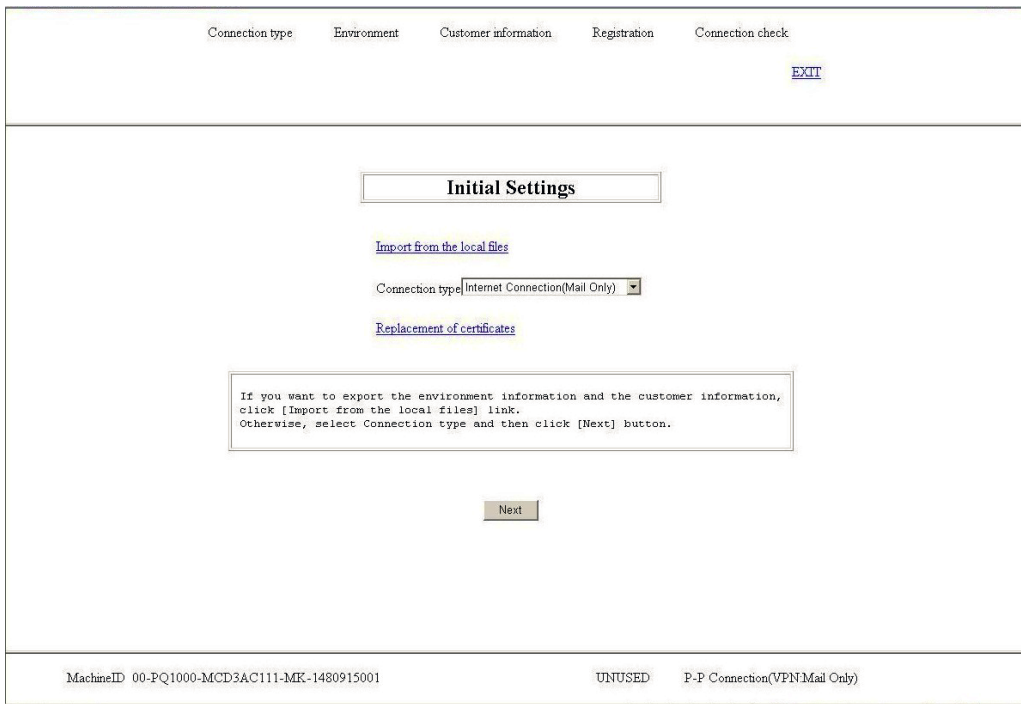 Connection type Environment Customer information Registration Connection check
EXIT
Initial Settings
Import from the local files
Connection type Internet Connection(Mail Only)
Replacement of certificates
If you want to export the environment information and the customer information,
click [Import from the local files] link.
Otherwise, select Connection type and then click [Next] button.
Next
MachineID 00-PQ1000-MCD3AC111-MK-1480915001 UNUSED P-P Connection(VPN:Mail Only)